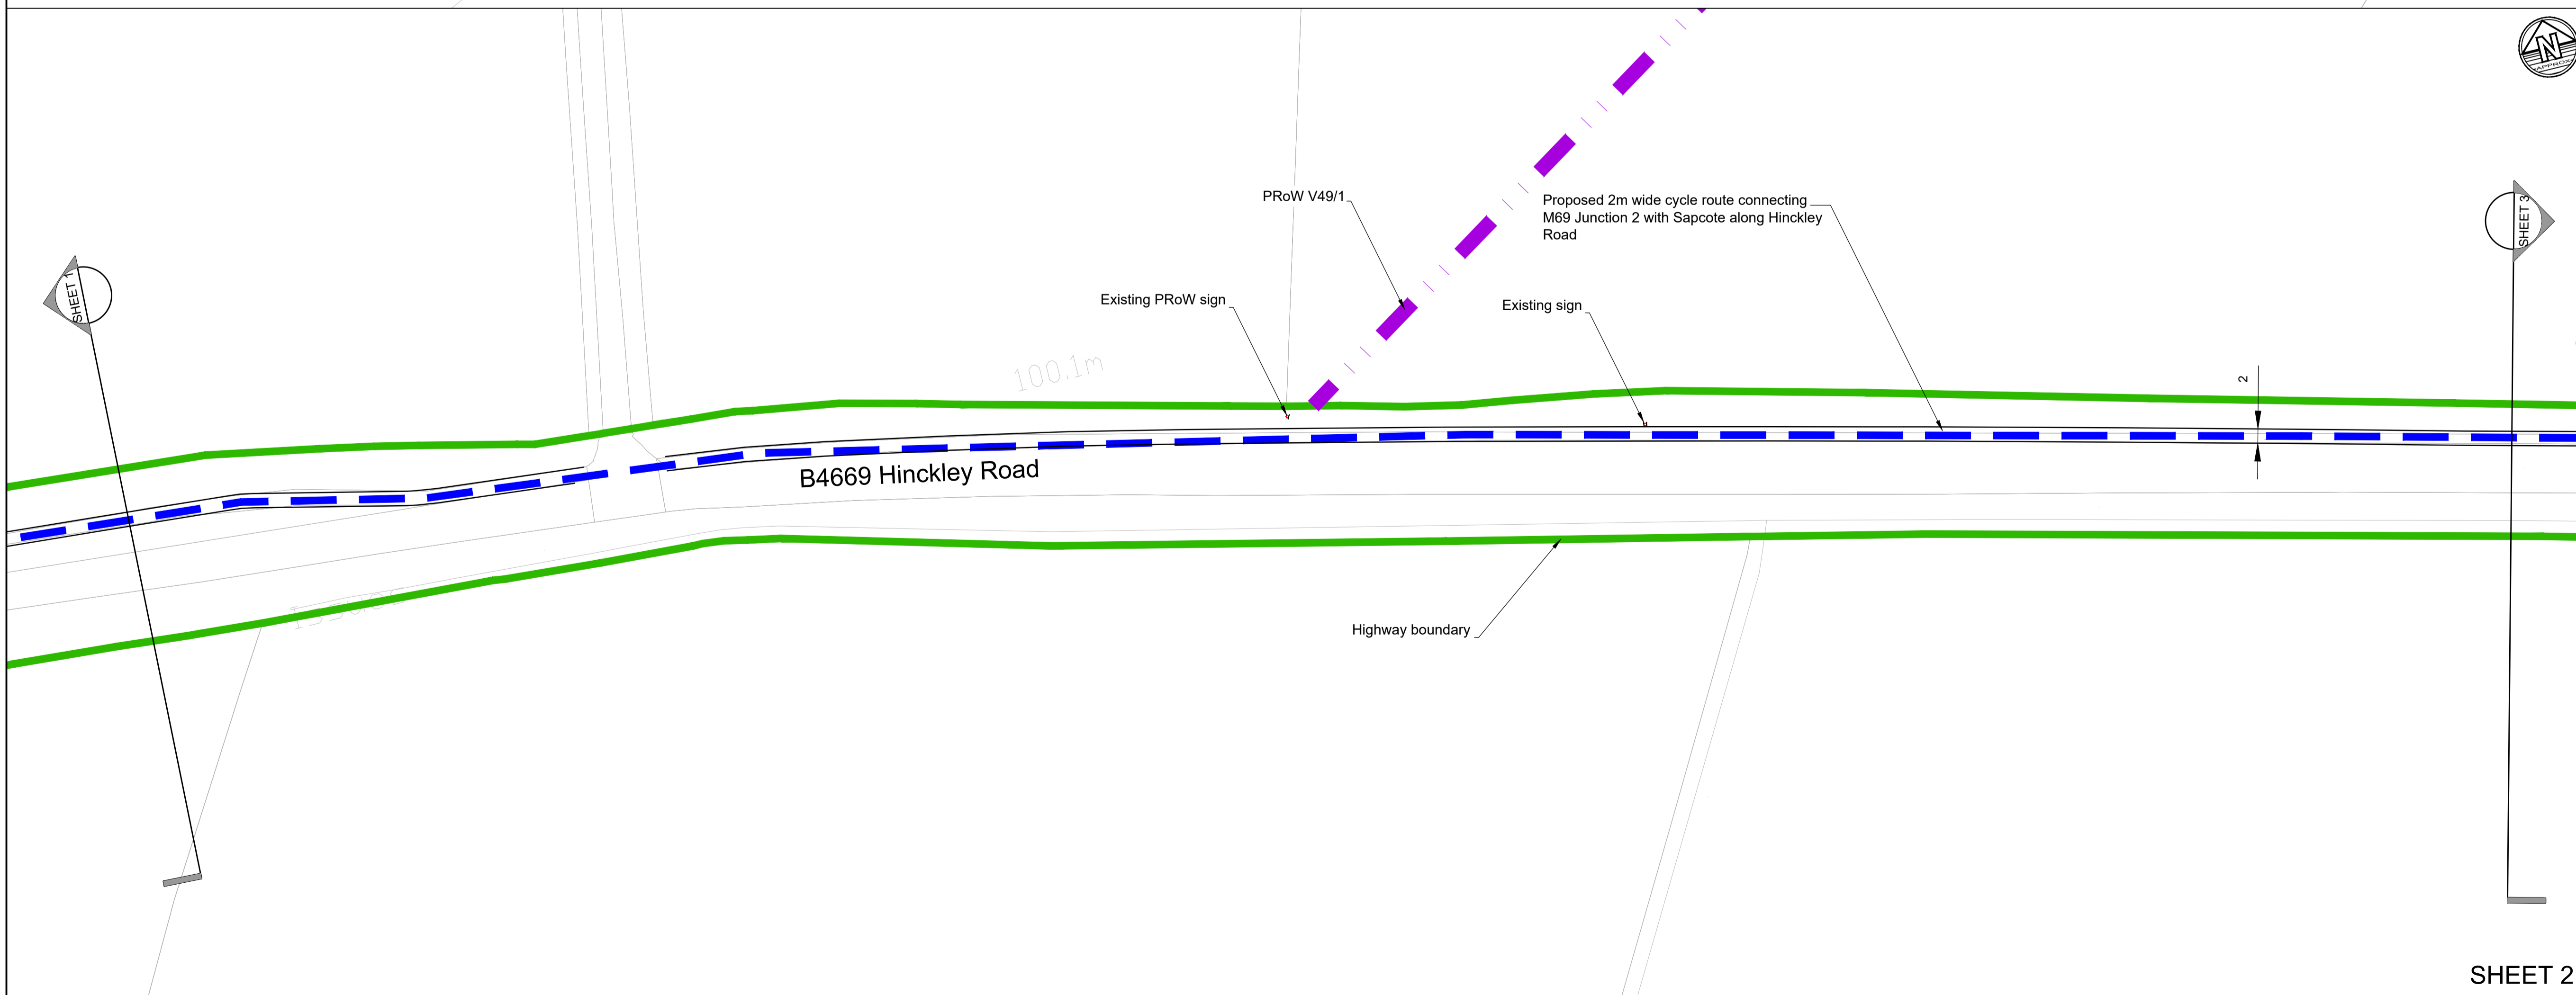 N
APPROX
PRoW V49/1
Proposed 2m wide cycle route connecting
M69 Junction 2 with Sapcote along Hinckley
Road
SHEET 3
SHEET 1
Existing PRoW sign
Existing sign
100.1m
2
B4669 Hinckley Road
Highway boundary
SHEET 2